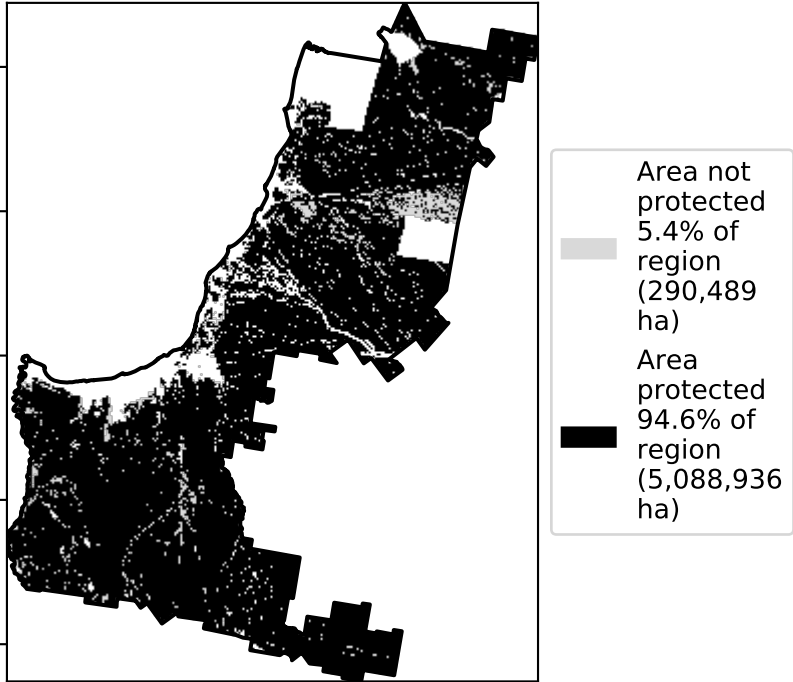 Area not
protected
5.4% of
region
(290,489
ha)
Area
protected
94.6% of
region
(5,088,936
ha)